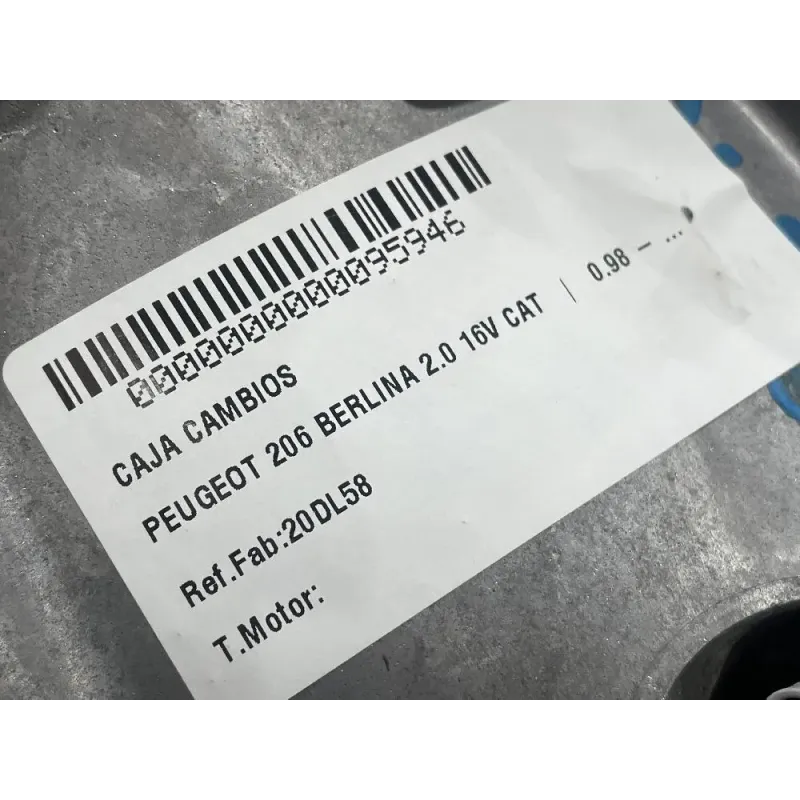 0000000000095946
CAJA CAMBIOS
PEUGEOT 206 BERLINA 2.0 16V CAT | 0.98 - ...
Ref.Fab:20DL58
T.Motor: